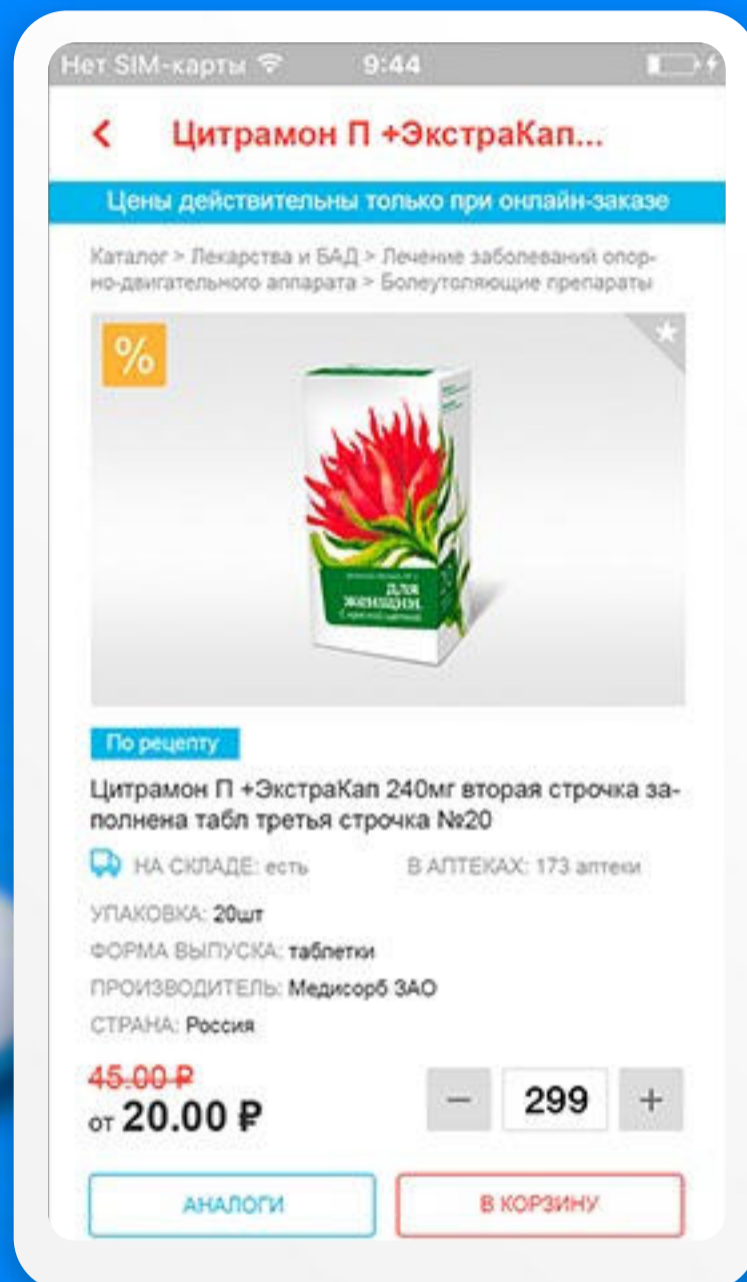 Нет SIM-карты 9:44
Цитрамон П +ЭкстраКап...
Цены действительны только при онлайн-заказе
Каталог > Лекарства и БАД > Лечение заболеваний опор-
но-двигательного аппарата > Болеутоляющие препараты
%
для
женщин
С красной щеткой
По рецепту
Цитрамон П +ЭкстраКап 240мг вторая строчка за-
полнена табл третья строчка №20
НА СКЛАДЕ: есть В АПТЕКАХ: 173 аптеки
УПАКОВКА: 20шт
ФОРМА ВЫПУСКА: таблетки
ПРОИЗВОДИТЕЛЬ: Медисорб ЗАО
СТРАНА: Россия
45.00 ₽
от 20.00 ₽ − 299 +
АНАЛОГИ В КОРЗИНУ